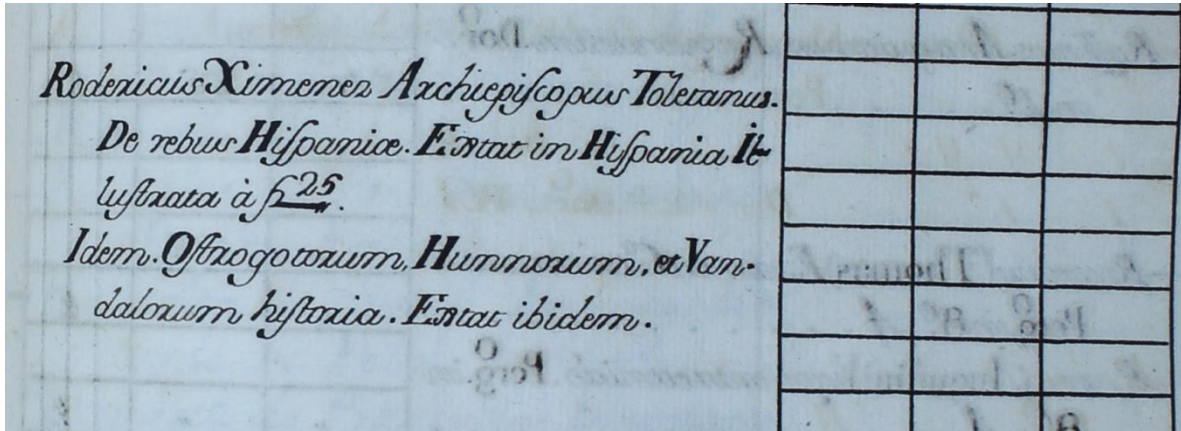 Rodericus Ximenez Archiepiscopus Toletanus.
De rebus Hispaniæ. Extat in Hispania Il-
lustrata à f. 25.
Idem. Ostrogotorum, Hunnorum, et Van-
dalorum historia. Extat ibidem.